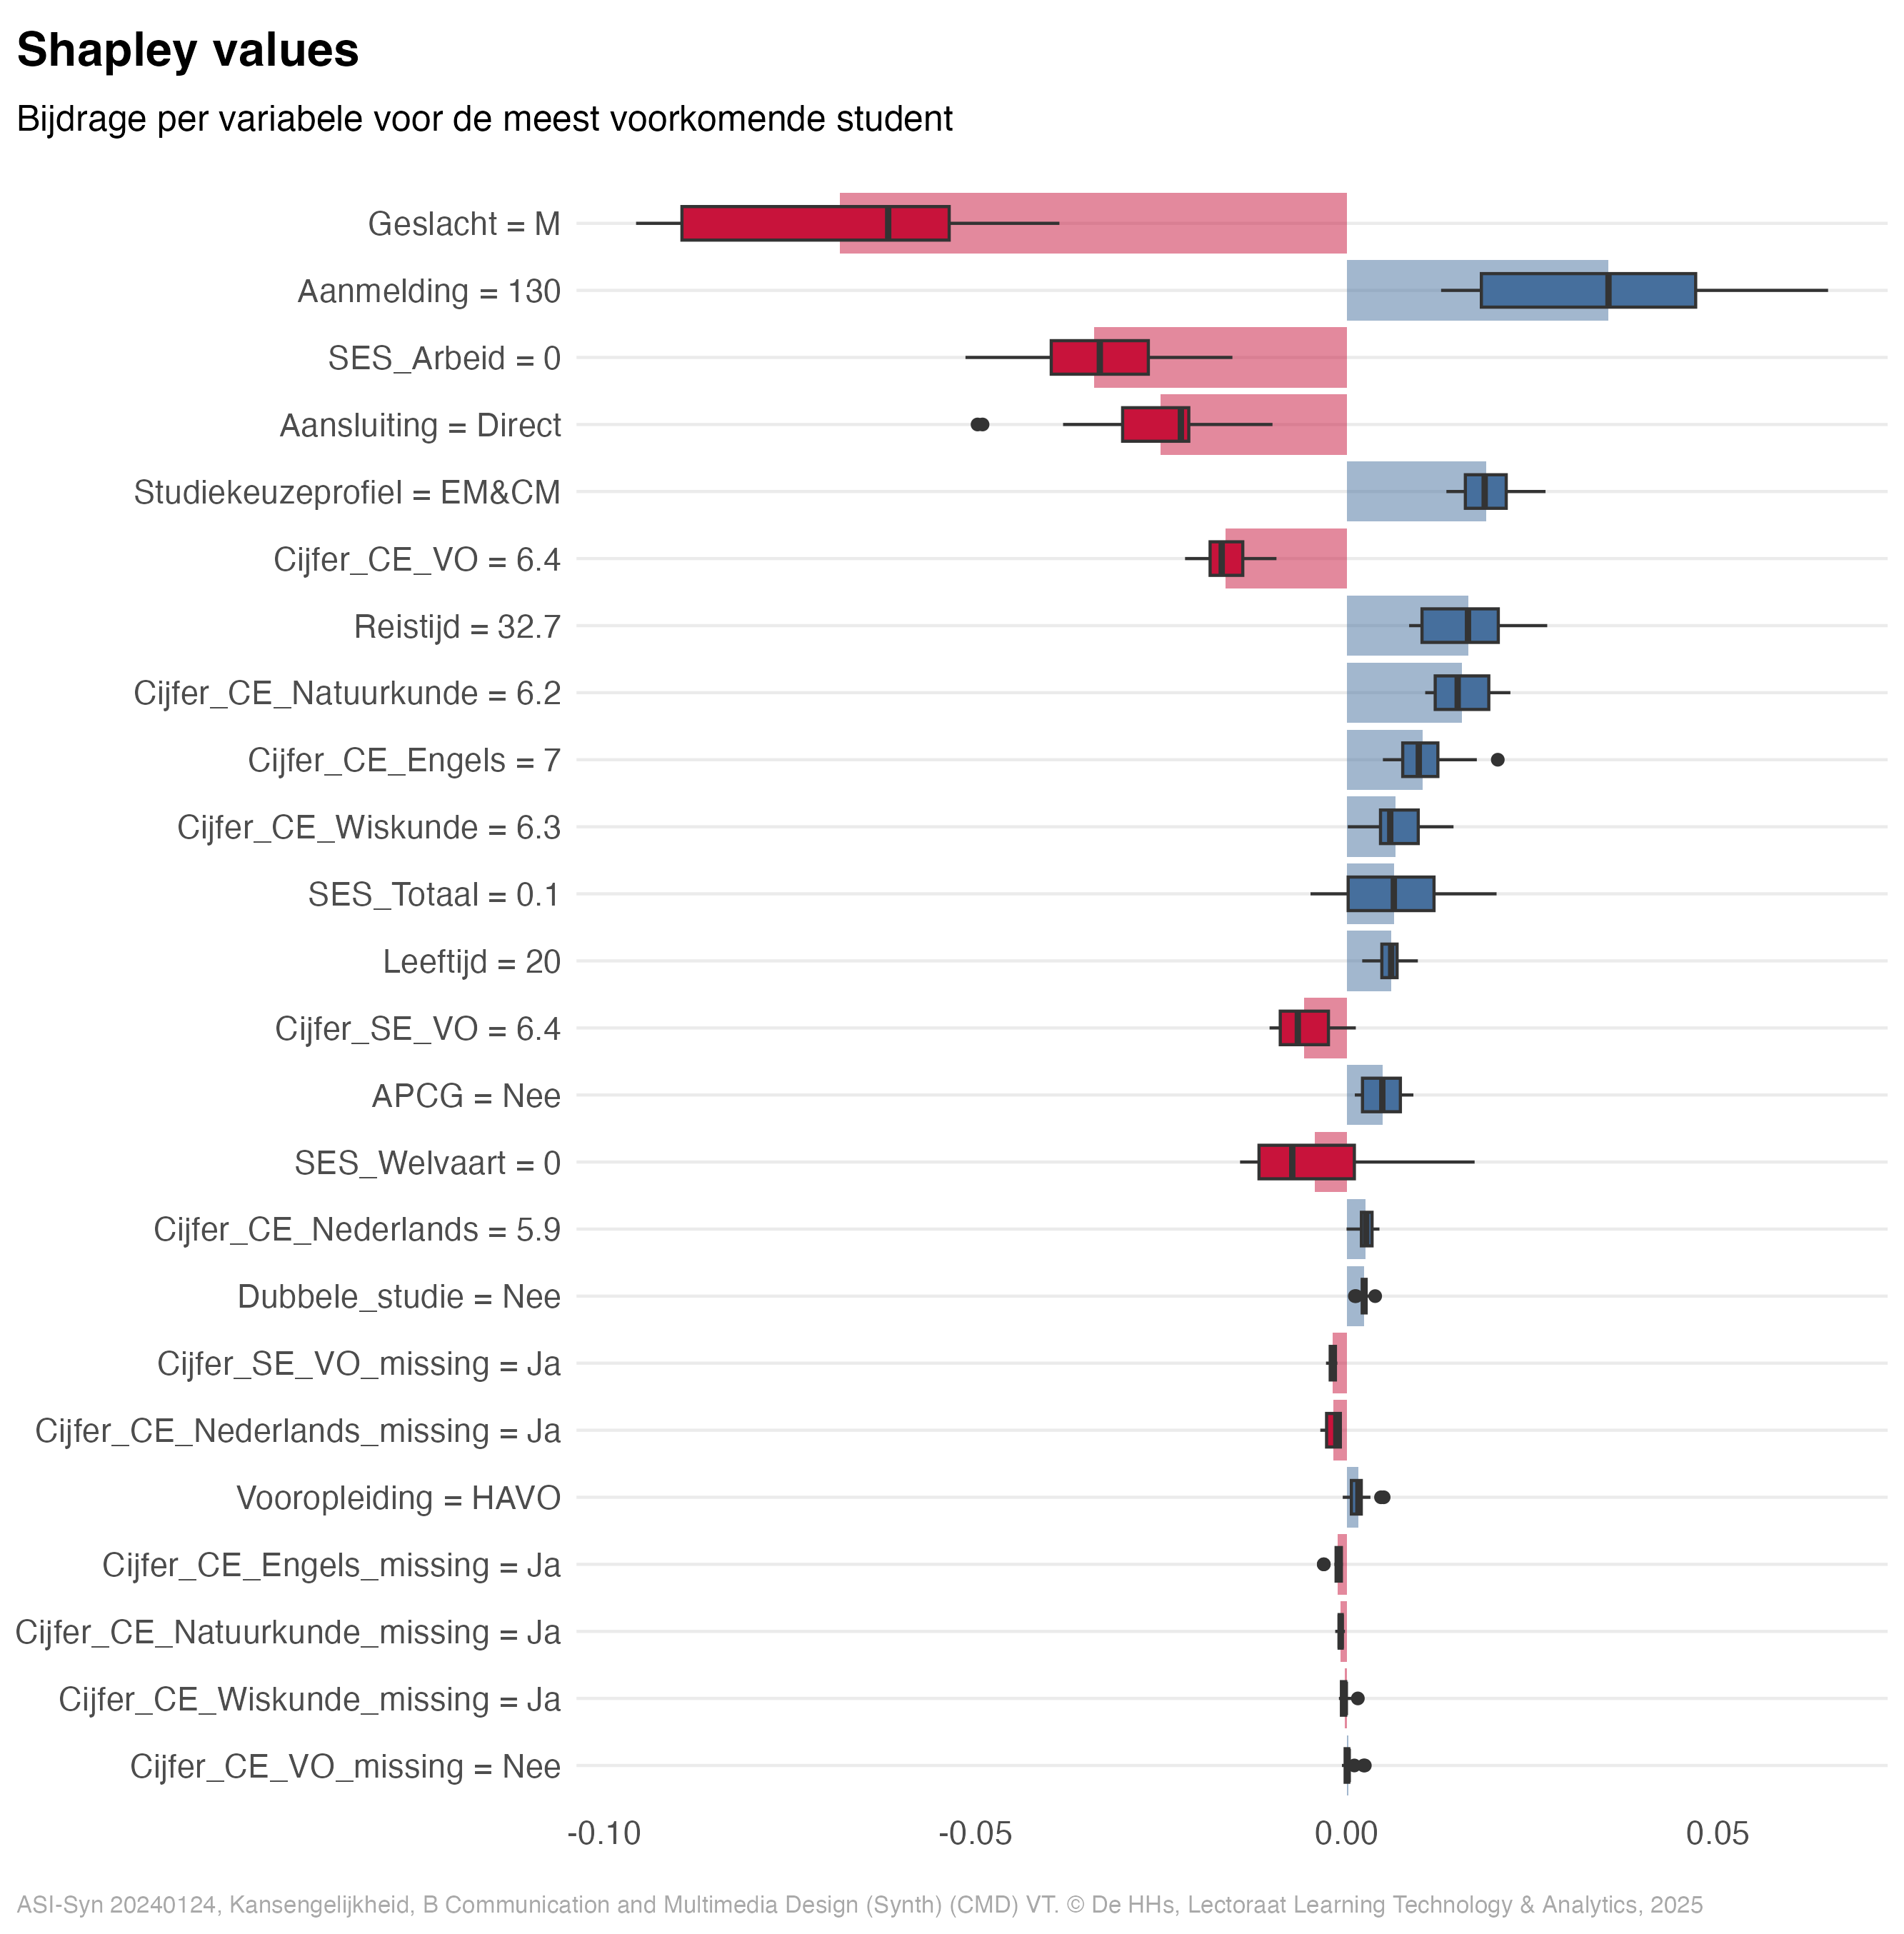 Shapley values
Bijdrage per variabele voor de meest voorkomende student
Geslacht = M
Aanmelding = 130
SES_Arbeid = 0
Aansluiting = Direct
Studiekeuzeprofiel = EM&CM
Cijfer_CE_VO = 6.4
Reistijd = 32.7
Cijfer_CE_Natuurkunde = 6.2
Cijfer_CE_Engels = 7
Cijfer_CE_Wiskunde = 6.3
SES_Totaal = 0.1
Leeftijd = 20
Cijfer_SE_VO = 6.4
APCG = Nee
SES_Welvaart = 0
Cijfer_CE_Nederlands = 5.9
Dubbele_studie = Nee
Cijfer_SE_VO_missing = Ja
Cijfer_CE_Nederlands_missing = Ja
Vooropleiding = HAVO
Cijfer_CE_Engels_missing = Ja
Cijfer_CE_Natuurkunde_missing = Ja
Cijfer_CE_Wiskunde_missing = Ja
Cijfer_CE_VO_missing = Nee
-0.10 -0.05 0.00 0.05
ASI-Syn 20240124, Kansengelijkheid, B Communication and Multimedia Design (Synth) (CMD) VT. © De HHs, Lectoraat Learning Technology & Analytics, 2025